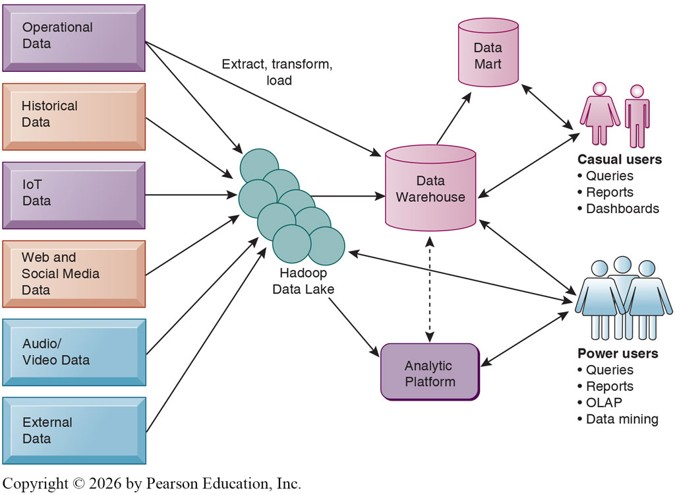 Operational
Data
Historical
Data
IoT
Data
Web and
Social Media
Data
Audio/
Video Data
External
Data
Extract, transform,
load
Hadoop
Data Lake
Data
Mart
Data
Warehouse
Analytic
Platform
Casual users
• Queries
• Reports
• Dashboards
Power users
• Queries
• Reports
• OLAP
• Data mining
Copyright © 2026 by Pearson Education, Inc.